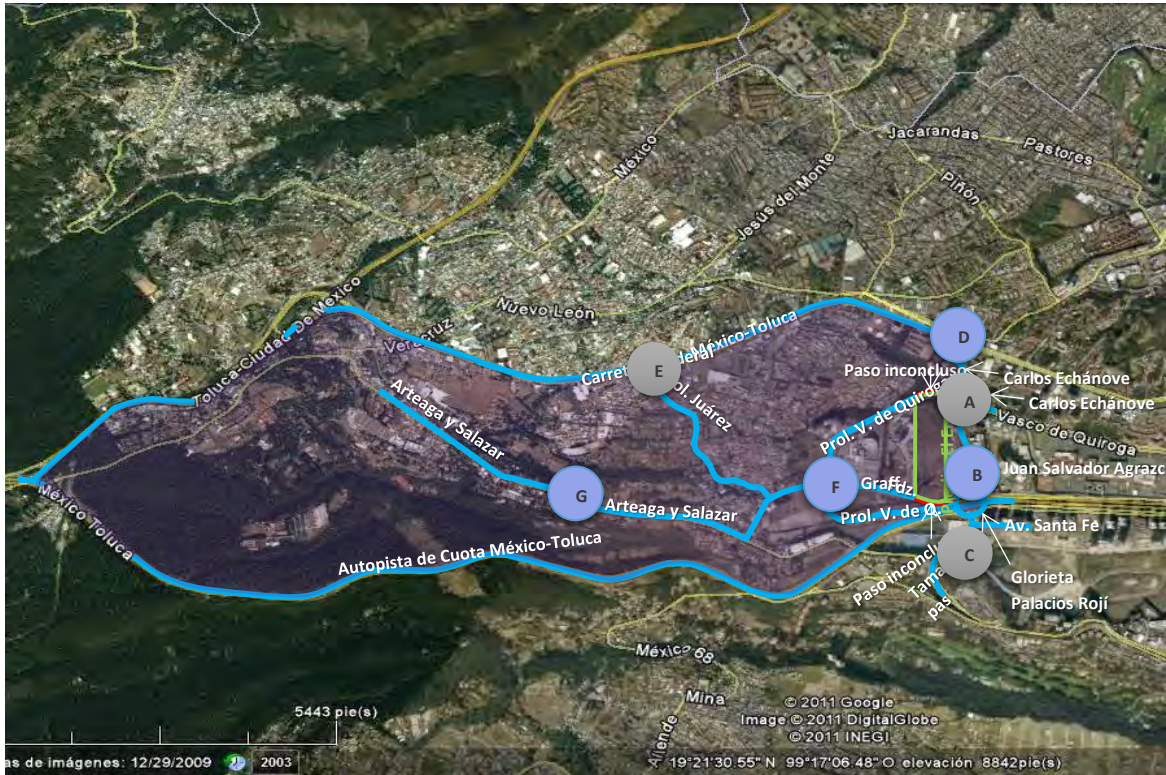 Jacarandas
Pastores
México
Piñón
Jesús del Monte
Toluca-Ciudad De Mexico
Nuevo León
Veracruz
México-Toluca
D
Paso inconcluso
Carlos Echánove
E
A
Carlos Echánove
Arteaga y Salazar
Prol. V. de Quiroga
Vasco de Quiroga
Juan Salvador Agrazc
B
F
Graff
G
Arteaga y Salazar
Prol. V. de Q.
Av. Santa Fe
México Toluca
Autopista de Cuota México-Toluca
C
Glorieta
Palacios Rojí
México 68
Mina
Allende
5443 pie(s)
© 2011 Google
Image © 2011 DigitalGlobe
© 2011 INEGI
as de imágenes: 12/29/2009
2003
19°21'30.55" N 99°17'06.48" O elevación 8842pie(s)